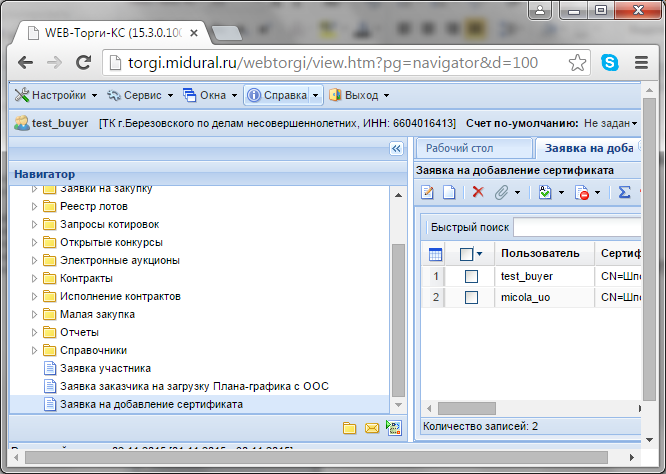 WEB-Торги-КС (15.3.0.100
torgi.midural.ru/webtorgi/view.htm?pg=navigator&d=100
Настройки Сервис Окна Справка Выход
test_buyer [ТК г.Березовского по делам несовершеннолетних, ИНН: 6604016413] Счет по-умолчанию: Не задан
Навигатор
Заявки на закупку
Реестр лотов
Запросы котировок
Открытые конкурсы
Электронные аукционы
Контракты
Исполнение контрактов
Малая закупка
Отчеты
Справочники
Заявка участника
Заявка заказчика на загрузку Плана-графика с ООС
Заявка на добавление сертификата
Рабочий стол Заявка на доба
Заявка на добавление сертификата
Быстрый поиск
Пользователь Сертиф
1 test_buyer CN=Шпо
2 micola_uo CN=Шпо
Количество записей: 2